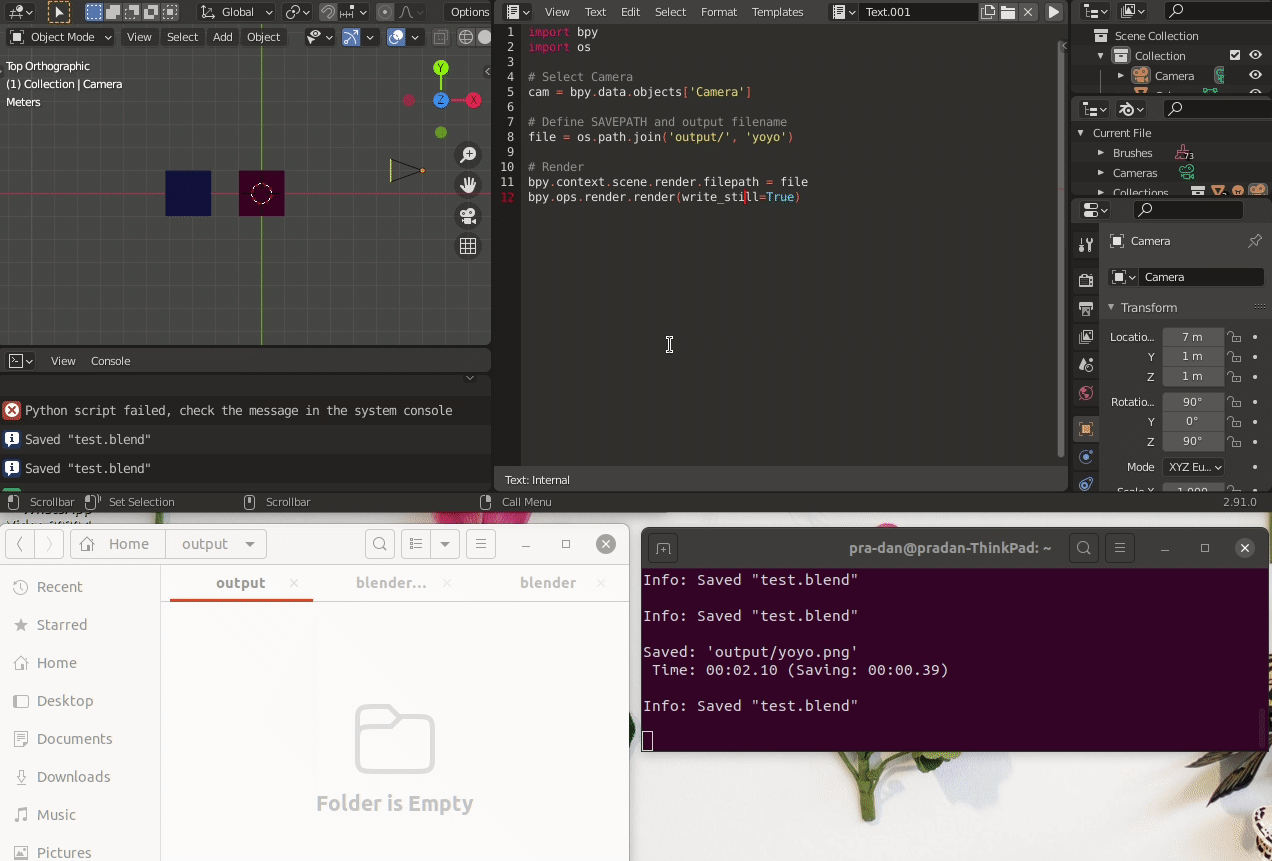 Global
Options
View Text Edit Select Format Templates
Text.001
Object Mode View Select Add Object
Top Orthographic
(1) Collection | Camera
Meters
Y
Z
X
1 import bpy
2 import os
3
4 # Select Camera
5 cam = bpy.data.objects['Camera']
6
7 # Define SAVEPATH and output filename
8 file = os.path.join('output/', 'yoyo')
9
10 # Render
11 bpy.context.scene.render.filepath = file
12 bpy.ops.render.render(write_still=True)
Text: Internal
Scene Collection
Collection
Camera
Current File
Brushes 73
Cameras
Collections
Camera
Camera
Transform
Locatio... 7 m
Y 1 m
Z 1 m
Rotatio... 90°
Y 0°
Z 90°
Mode XYZ Eu...
Scale X 1.000
View Console
Python script failed, check the message in the system console
Saved "test.blend"
Saved "test.blend"
Scrollbar Set Selection Scrollbar Call Menu 2.91.0
Home output
output blender... blender
Recent
Starred
Home
Desktop
Documents
Downloads
Music
Pictures
Folder is Empty
pra-dan@pradan-ThinkPad: ~
Info: Saved "test.blend"
Info: Saved "test.blend"
Saved: 'output/yoyo.png'
Time: 00:02.10 (Saving: 00:00.39)
Info: Saved "test.blend"